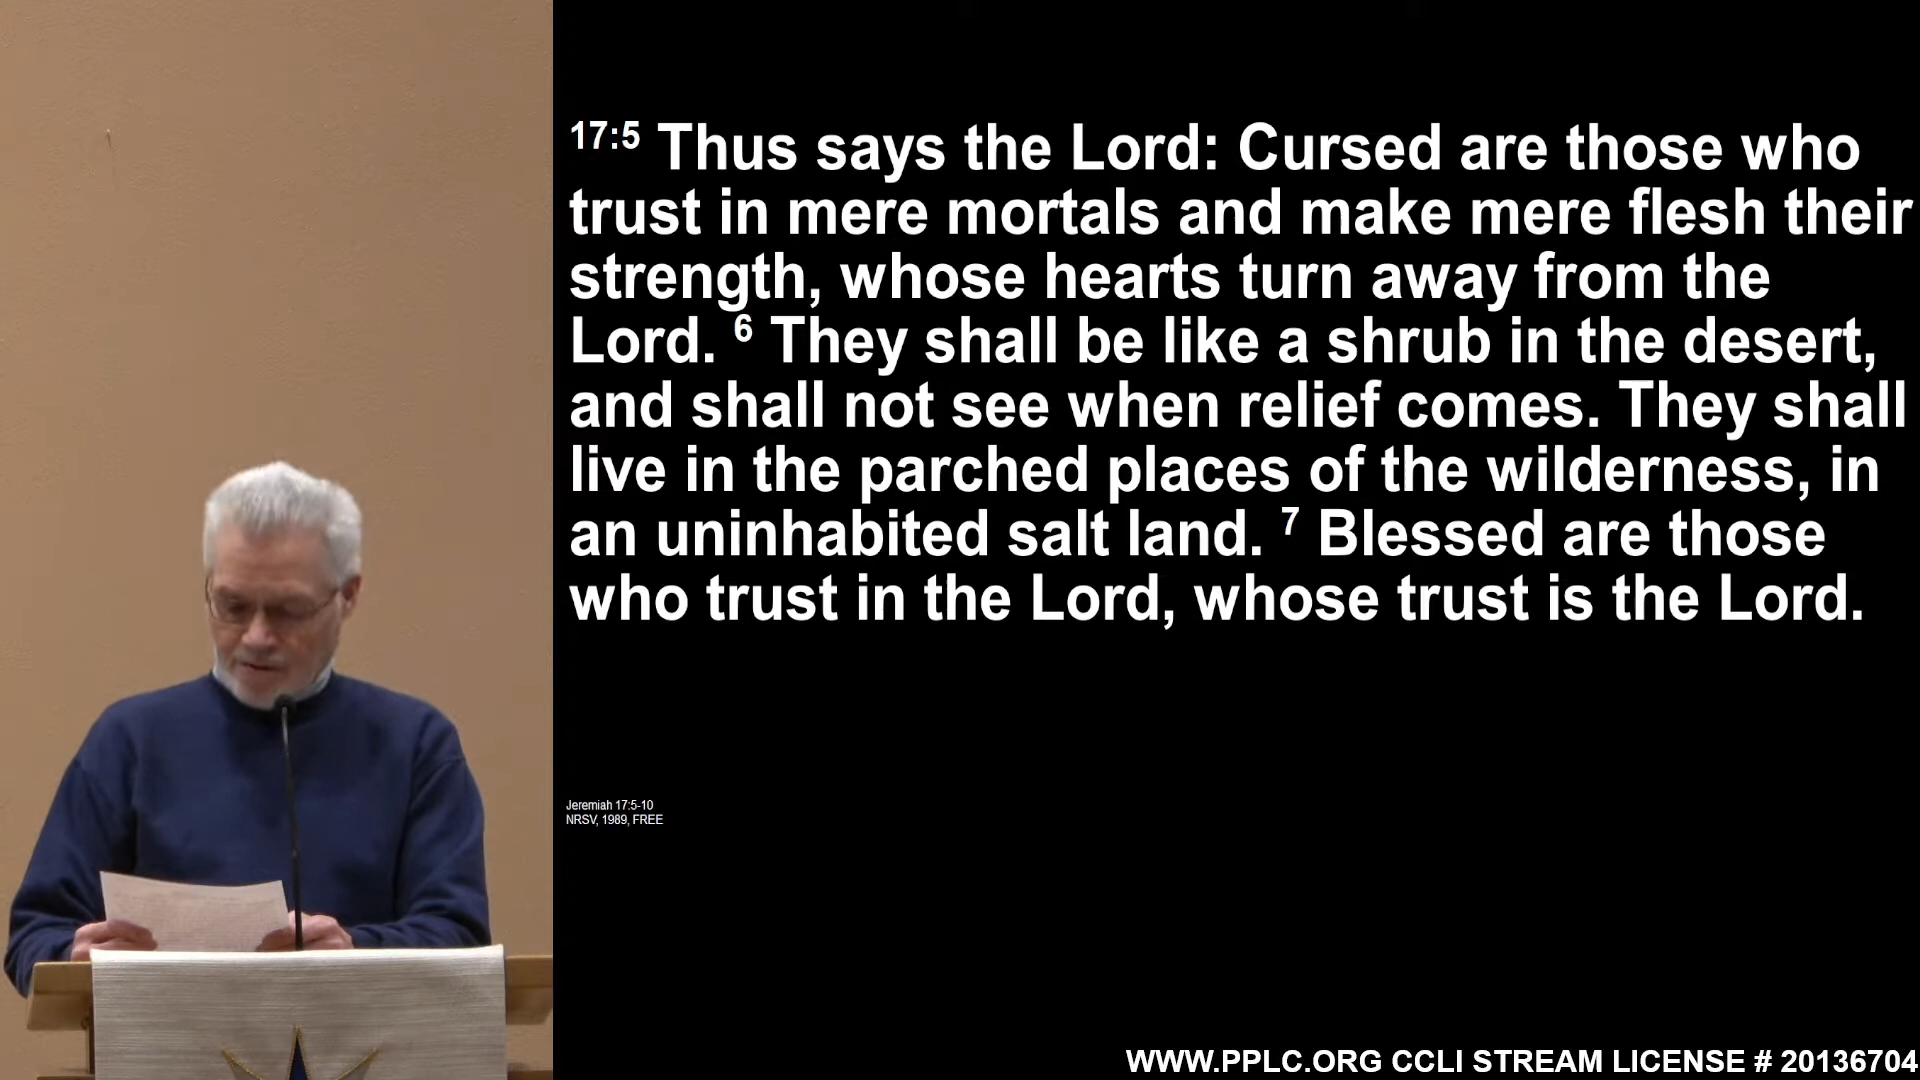 17:5 Thus says the Lord: Cursed are those who
trust in mere mortals and make mere flesh their
strength, whose hearts turn away from the
Lord. 6 They shall be like a shrub in the desert,
and shall not see when relief comes. They shall
live in the parched places of the wilderness, in
an uninhabited salt land. 7 Blessed are those
who trust in the Lord, whose trust is the Lord.
Jeremiah 17:5-10
NRSV, 1989, FREE
WWW.PPLC.ORG CCLI STREAM LICENSE # 20136704